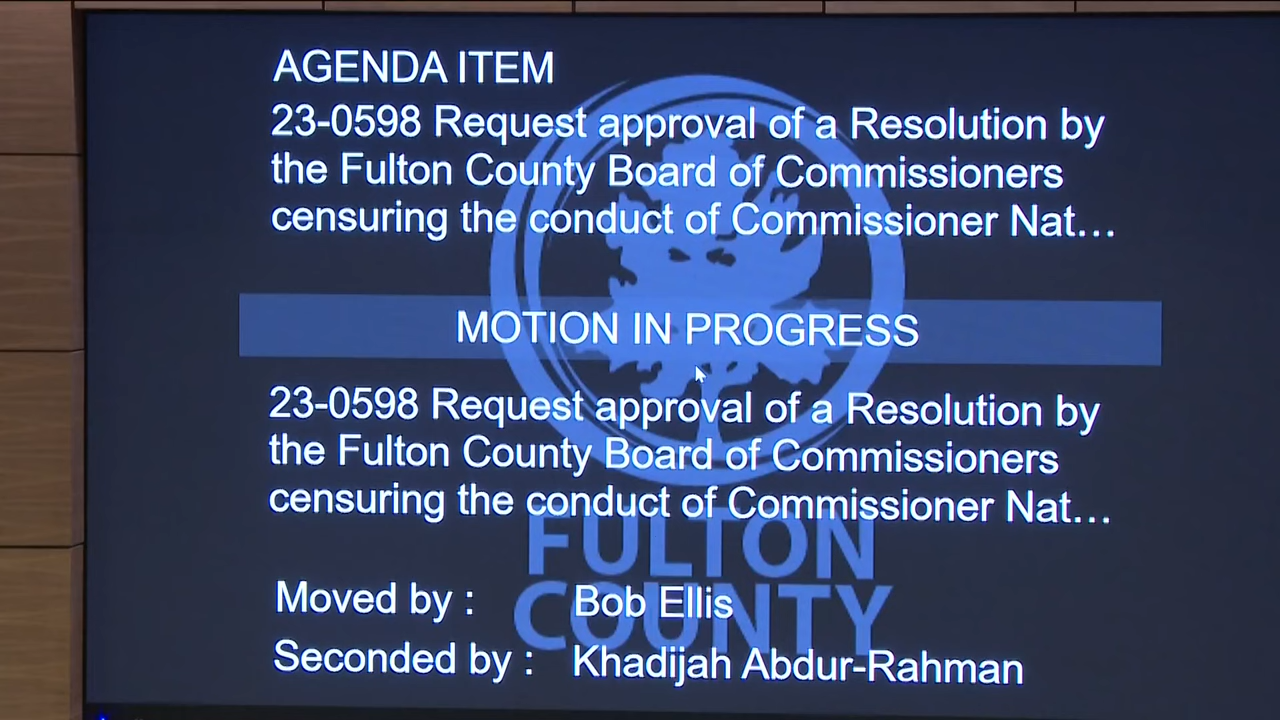 AGENDA ITEM
23-0598 Request approval of a Resolution by
the Fulton County Board of Commissioners
censuring the conduct of Commissioner Nat...
MOTION IN PROGRESS
23-0598 Request approval of a Resolution by
the Fulton County Board of Commissioners
censuring the conduct of Commissioner Nat...
FULTON
COUNTY
Moved by : Bob Ellis
Seconded by : Khadijah Abdur-Rahman